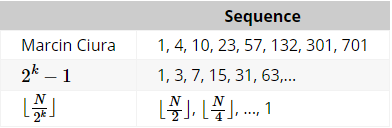 Sequence
Marcin Ciura 1, 4, 10, 23, 57, 132, 301, 701
2^k − 1 1, 3, 7, 15, 31, 63,...
⌊N/2^k⌋ ⌊N/2⌋, ⌊N/4⌋, ..., 1